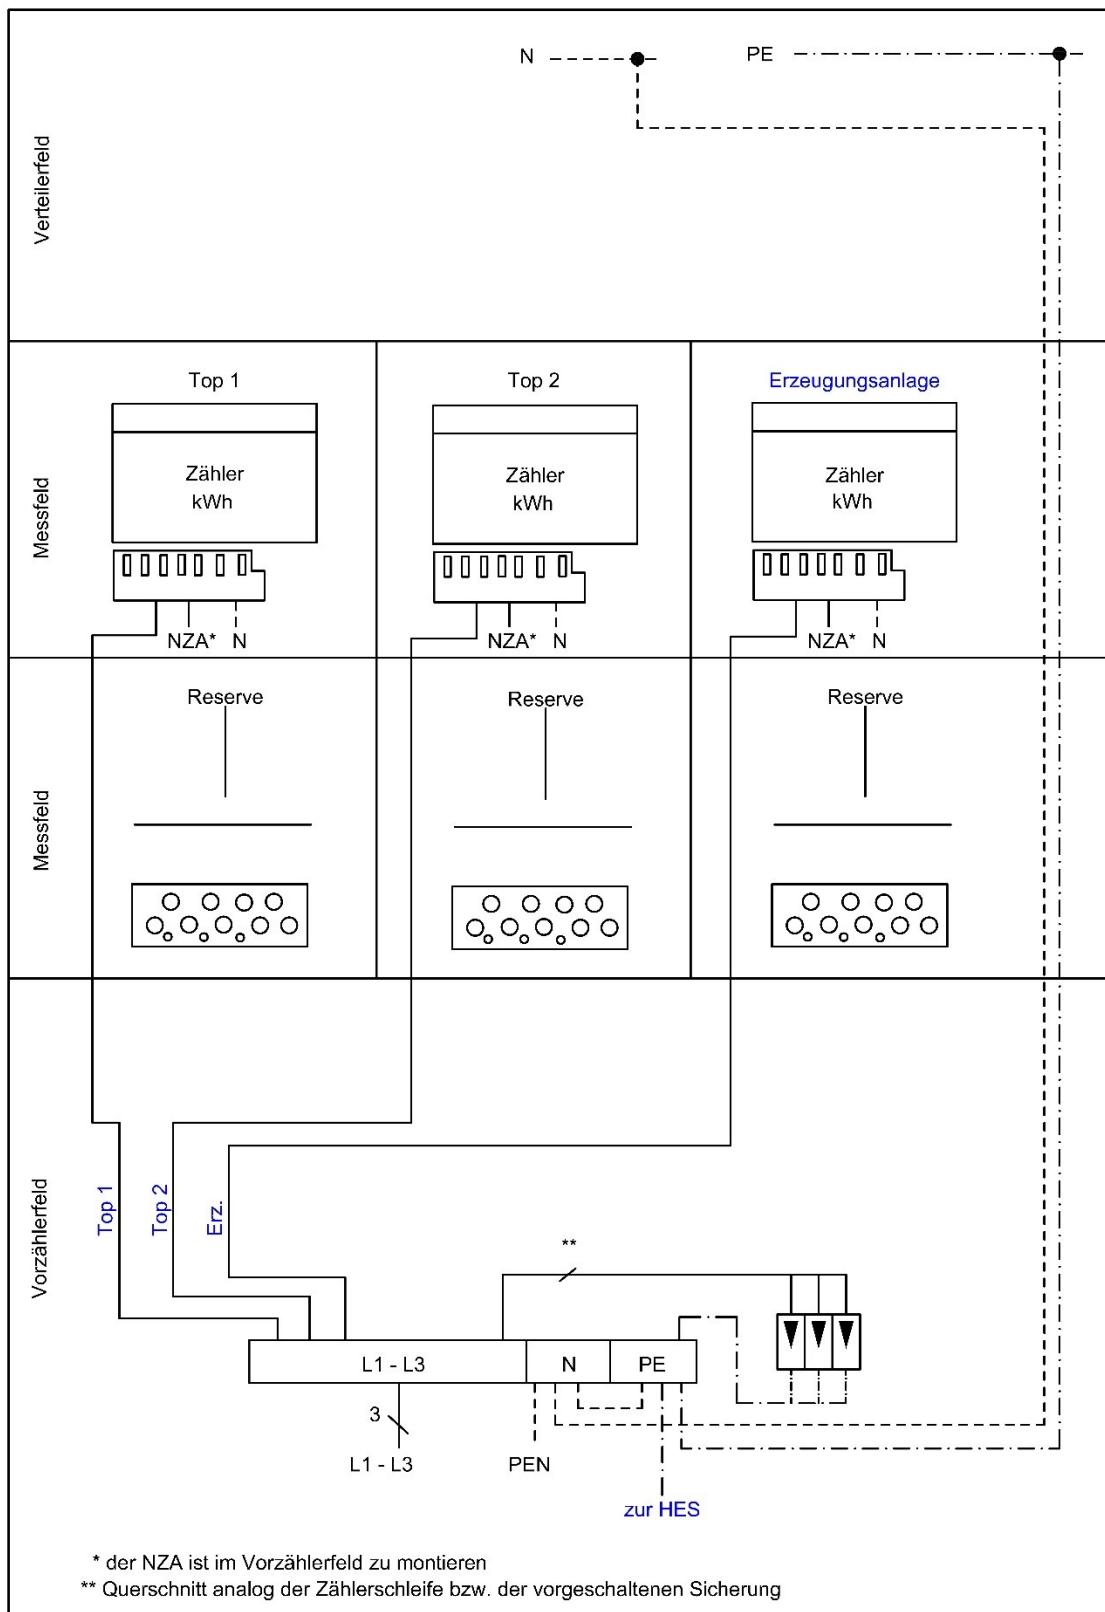 N
PE
Verteilerfeld
Top 1
Top 2
Erzeugungsanlage
Messfeld
Zähler
kWh
Zähler
kWh
Zähler
kWh
NZA*
N
NZA*
N
NZA*
N
Messfeld
Reserve
Reserve
Reserve
Vorzählerfeld
Top 1
Top 2
Erz.
**
L1 - L3
N
PE
3
L1 - L3
PEN
zur HES
* der NZA ist im Vorzählerfeld zu montieren
** Querschnitt analog der Zählerschleife bzw. der vorgeschaltenen Sicherung